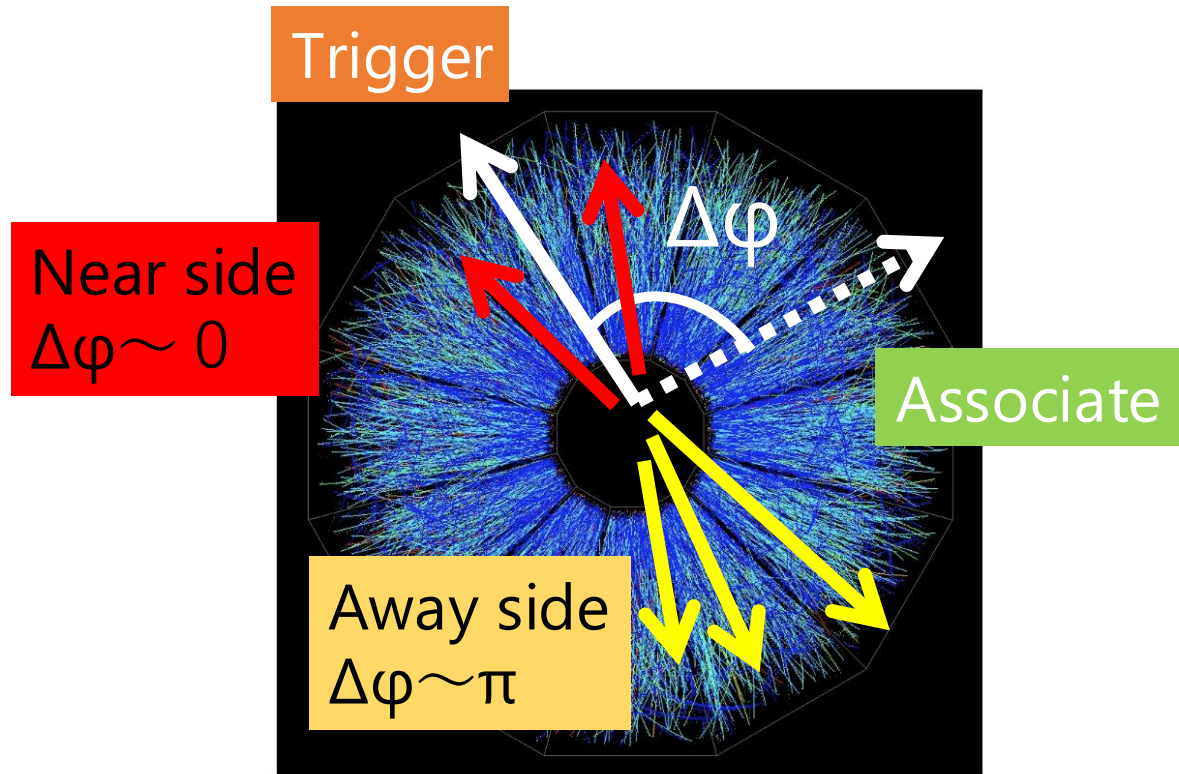 Trigger
Δφ
Near side
Δφ～ 0
Associate
Away side
Δφ～π